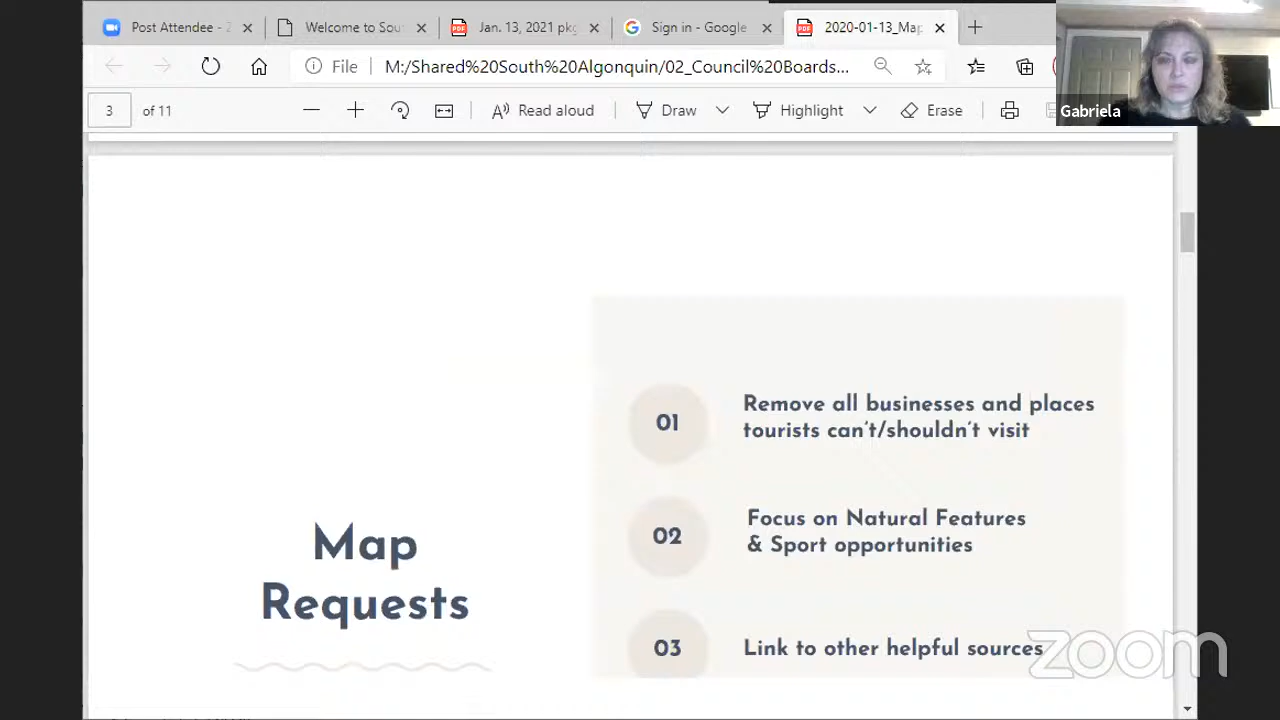 Post Attendee - Z
Welcome to Sou
Jan. 13, 2021 pkg
Sign in - Google
2020-01-13_Map
File
M:/Shared%20South%20Algonquin/02_Council%20Boards...
3
of 11
Read aloud
Draw
Highlight
Erase
Gabriela
01
Remove all businesses and places
tourists can't/shouldn't visit
02
Focus on Natural Features
& Sport opportunities
Map
Requests
03
Link to other helpful sources
zoom